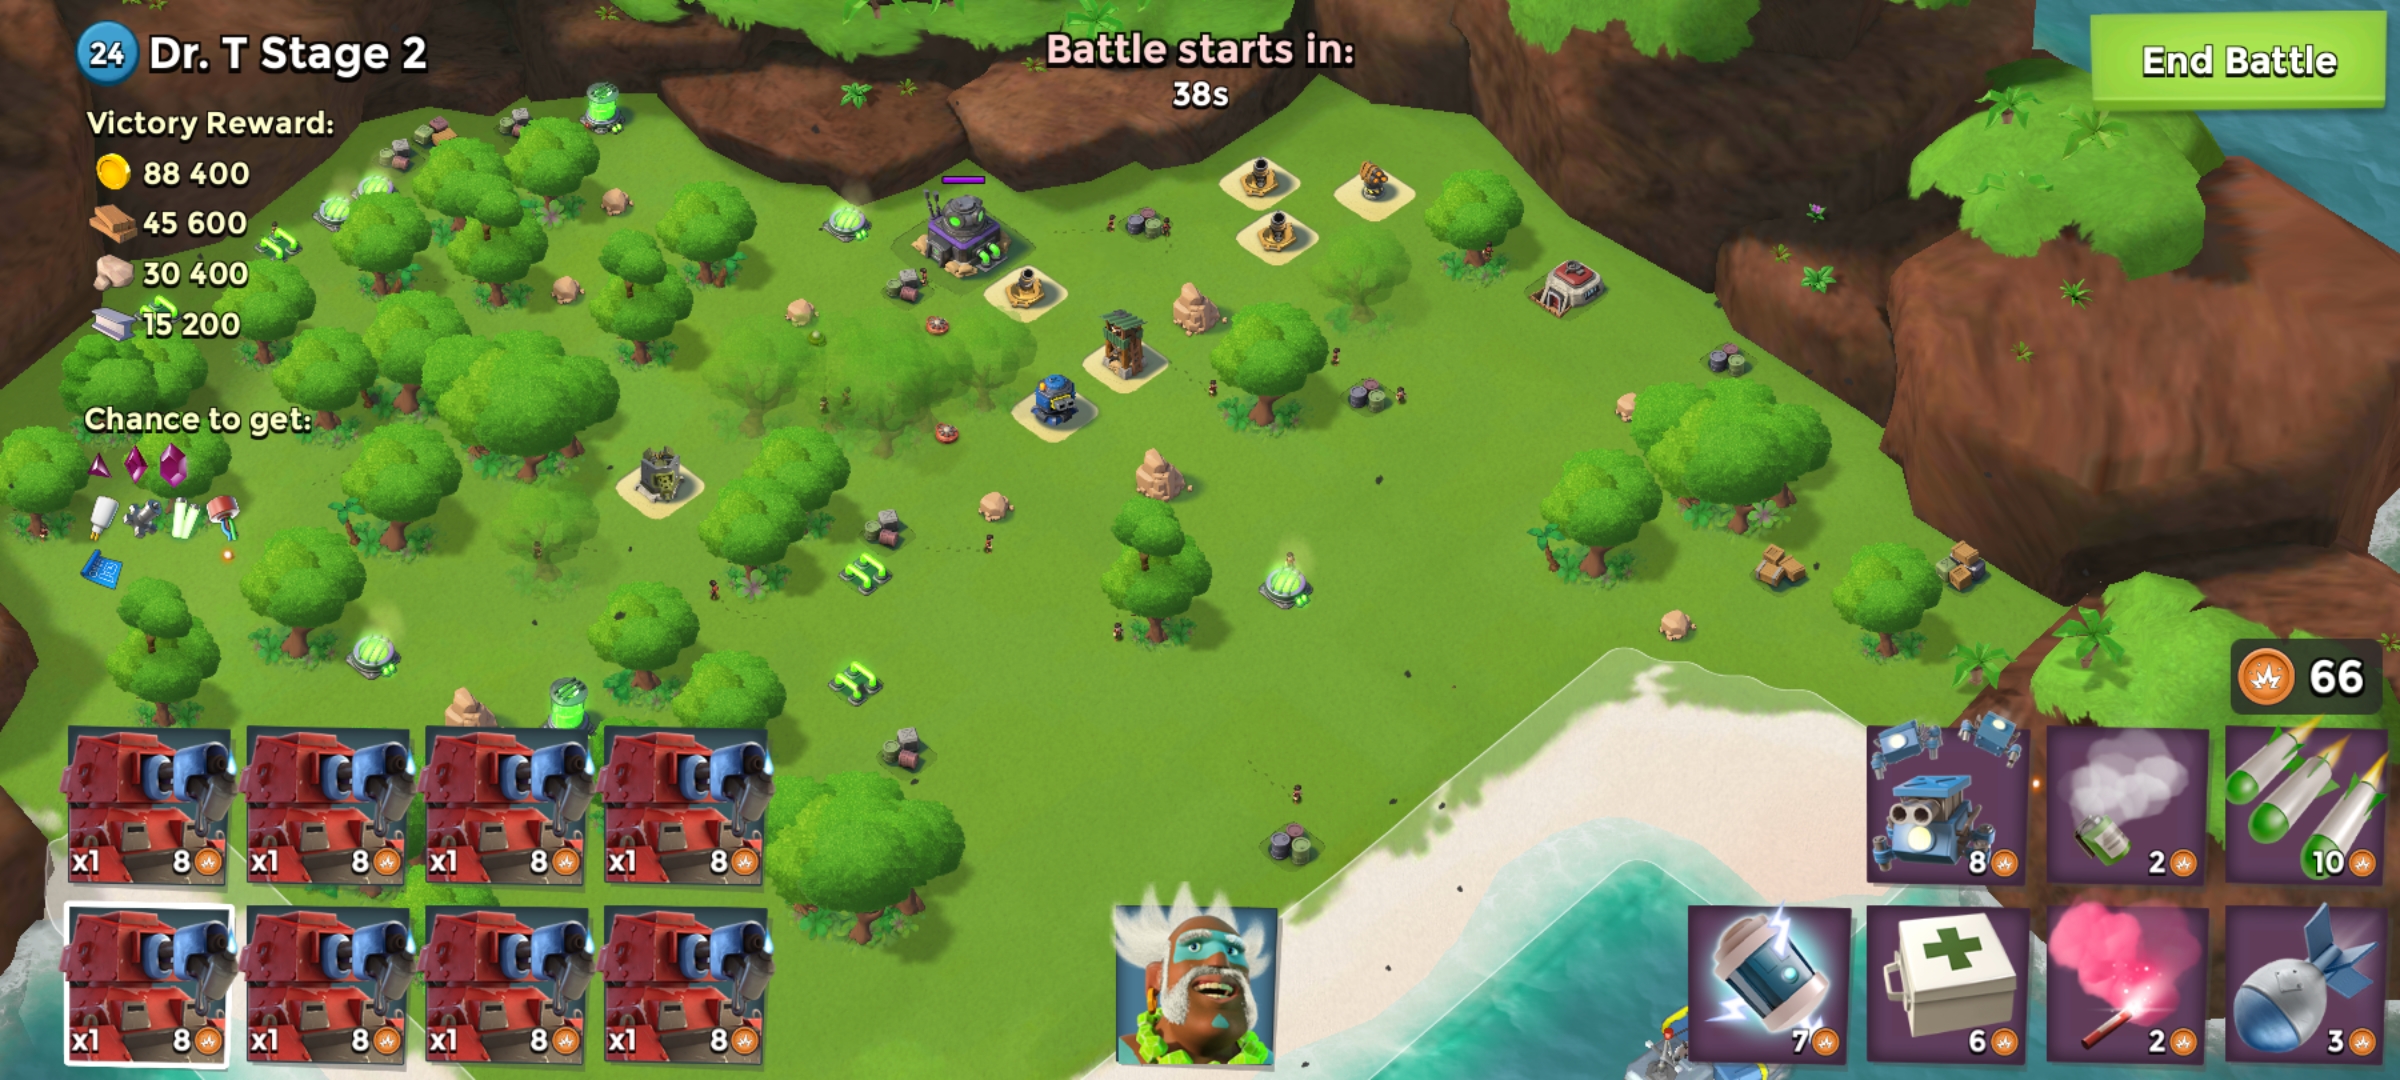 24 Dr. T Stage 2
Battle starts in:
38s
End Battle
Victory Reward:
88 400
45 600
30 400
15 200
Chance to get:
66
x1 8
x1 8
x1 8
x1 8
8
2
10
x1 8
x1 8
x1 8
x1 8
7
6
2
3